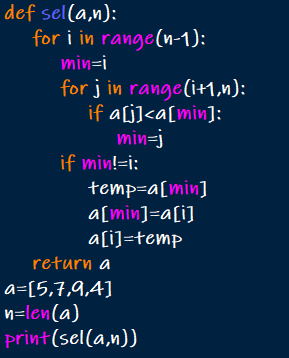 def sel(a,n):
    for i in range(n-1):
        min=i
        for j in range(i+1,n):
            if a[j]<a[min]:
                min=j
        if min!=i:
            temp=a[min]
            a[min]=a[i]
            a[i]=temp
    return a
a=[5,7,9,4]
n=len(a)
print(sel(a,n))